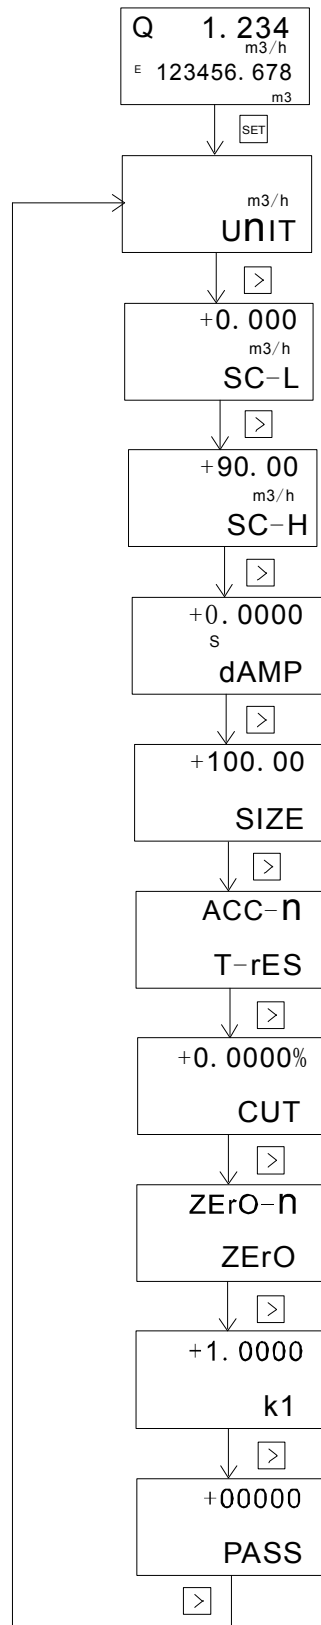 Q 1. 234
m3/h
E 123456. 678
m3
SET
m3/h
UnIT
>
+0. 000
m3/h
SC-L
>
+90. 00
m3/h
SC-H
>
+0. 0000
S
dAMP
>
+100. 00
SIZE
>
ACC-n
T-rES
>
+0. 0000%
CUT
>
ZErO-n
ZErO
>
+1. 0000
k1
>
+00000
PASS
>